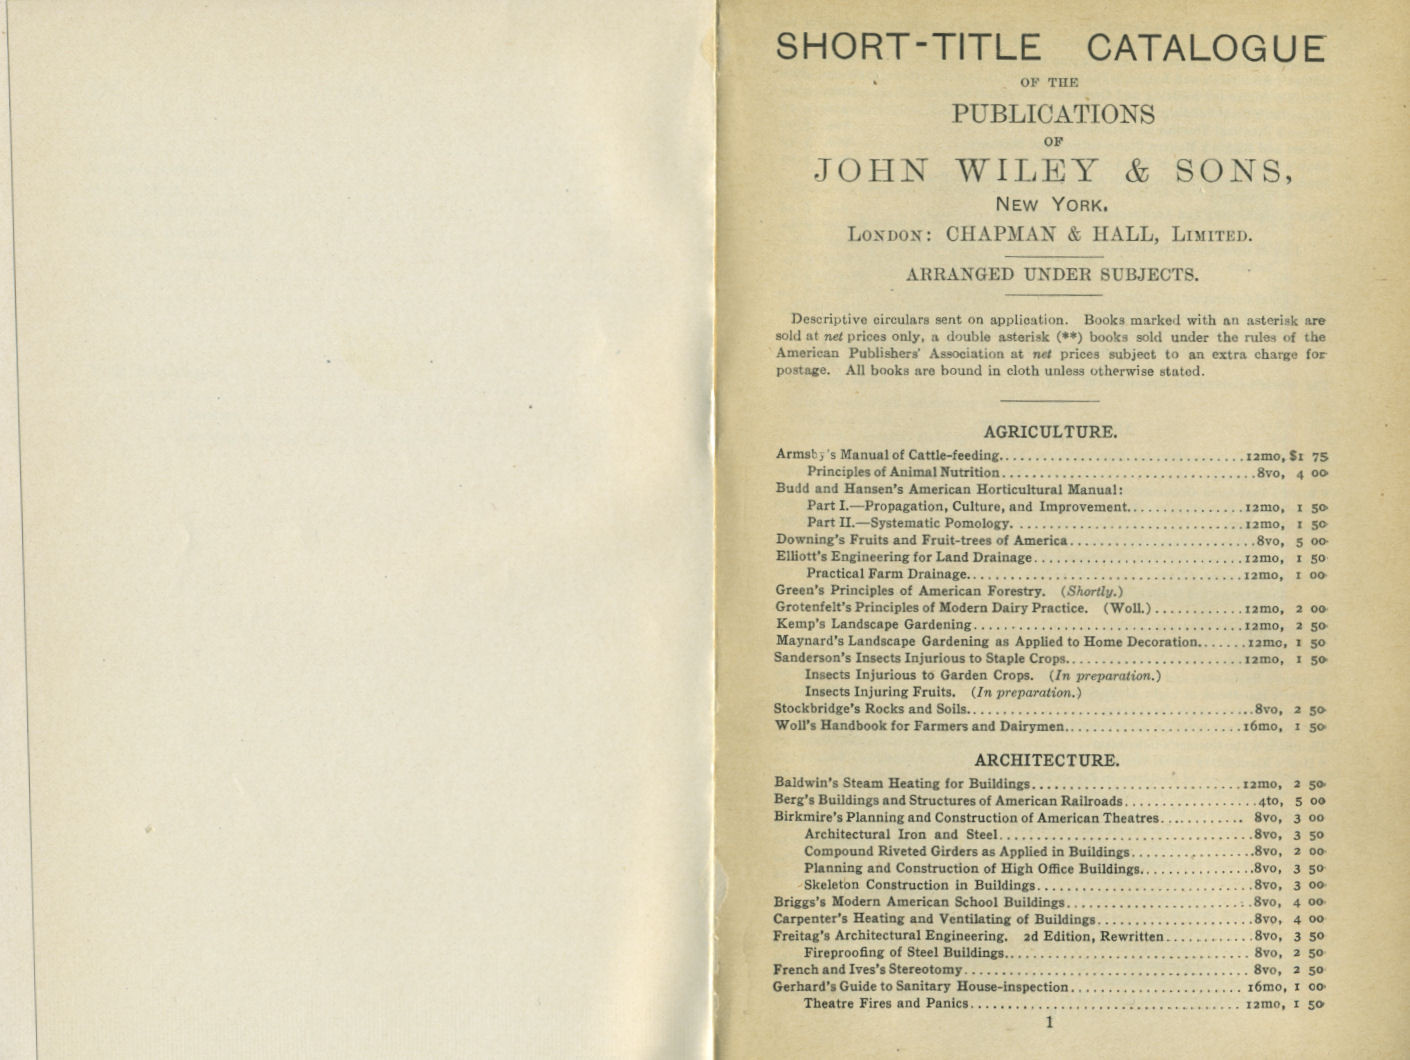 SHORT-TITLE CATALOGUE
OF THE
PUBLICATIONS
OF
JOHN WILEY & SONS,
NEW YORK.
LONDON: CHAPMAN & HALL, LIMITED.
ARRANGED UNDER SUBJECTS.
Descriptive circulars sent on application. Books marked with an asterisk are
sold at net prices only, a double asterisk (**) books sold under the rules of the
American Publishers' Association at net prices subject to an extra charge for
postage. All books are bound in cloth unless otherwise stated.
AGRICULTURE.
Armsby's Manual of Cattle-feeding..................................12mo, $1 75
Principles of Animal Nutrition..................................8vo, 4 00
Budd and Hansen's American Horticultural Manual:
Part I.—Propagation, Culture, and Improvement................12mo, 1 50
Part II.—Systematic Pomology. ..............................12mo, 1 50
Downing's Fruits and Fruit-trees of America..........................8vo, 5 00
Elliott's Engineering for Land Drainage..............................12mo, 1 50
Practical Farm Drainage......................................12mo, 1 00
Green's Principles of American Forestry. (Shortly.)
Grotenfelt's Principles of Modern Dairy Practice. (Woll.)............12mo, 2 00
Kemp's Landscape Gardening......................................12mo, 2 50
Maynard's Landscape Gardening as Applied to Home Decoration.......12mo, 1 50
Sanderson's Insects Injurious to Staple Crops.........................12mo, 1 50
Insects Injurious to Garden Crops. (In preparation.)
Insects Injuring Fruits. (In preparation.)
Stockbridge's Rocks and Soils........................................8vo, 2 50
Woll's Handbook for Farmers and Dairymen.........................16mo, 1 50
ARCHITECTURE.
Baldwin's Steam Heating for Buildings..............................12mo, 2 50
Berg's Buildings and Structures of American Railroads...................4to, 5 00
Birkmire's Planning and Construction of American Theatres............ 8vo, 3 00
Architectural Iron and Steel....................................8vo, 3 50
Compound Riveted Girders as Applied in Buildings................8vo, 2 00
Planning and Construction of High Office Buildings...............8vo, 3 50
Skeleton Construction in Buildings..............................8vo, 3 00
Briggs's Modern American School Buildings...........................8vo, 4 00
Carpenter's Heating and Ventilating of Buildings......................8vo, 4 00
Freitag's Architectural Engineering. 2d Edition, Rewritten.............8vo, 3 50
Fireproofing of Steel Buildings................................... 8vo, 2 50
French and Ives's Stereotomy........................................ 8vo, 2 50
Gerhard's Guide to Sanitary House-inspection........................ 16mo, 1 00
Theatre Fires and Panics...................................... 12mo, 1 50
1